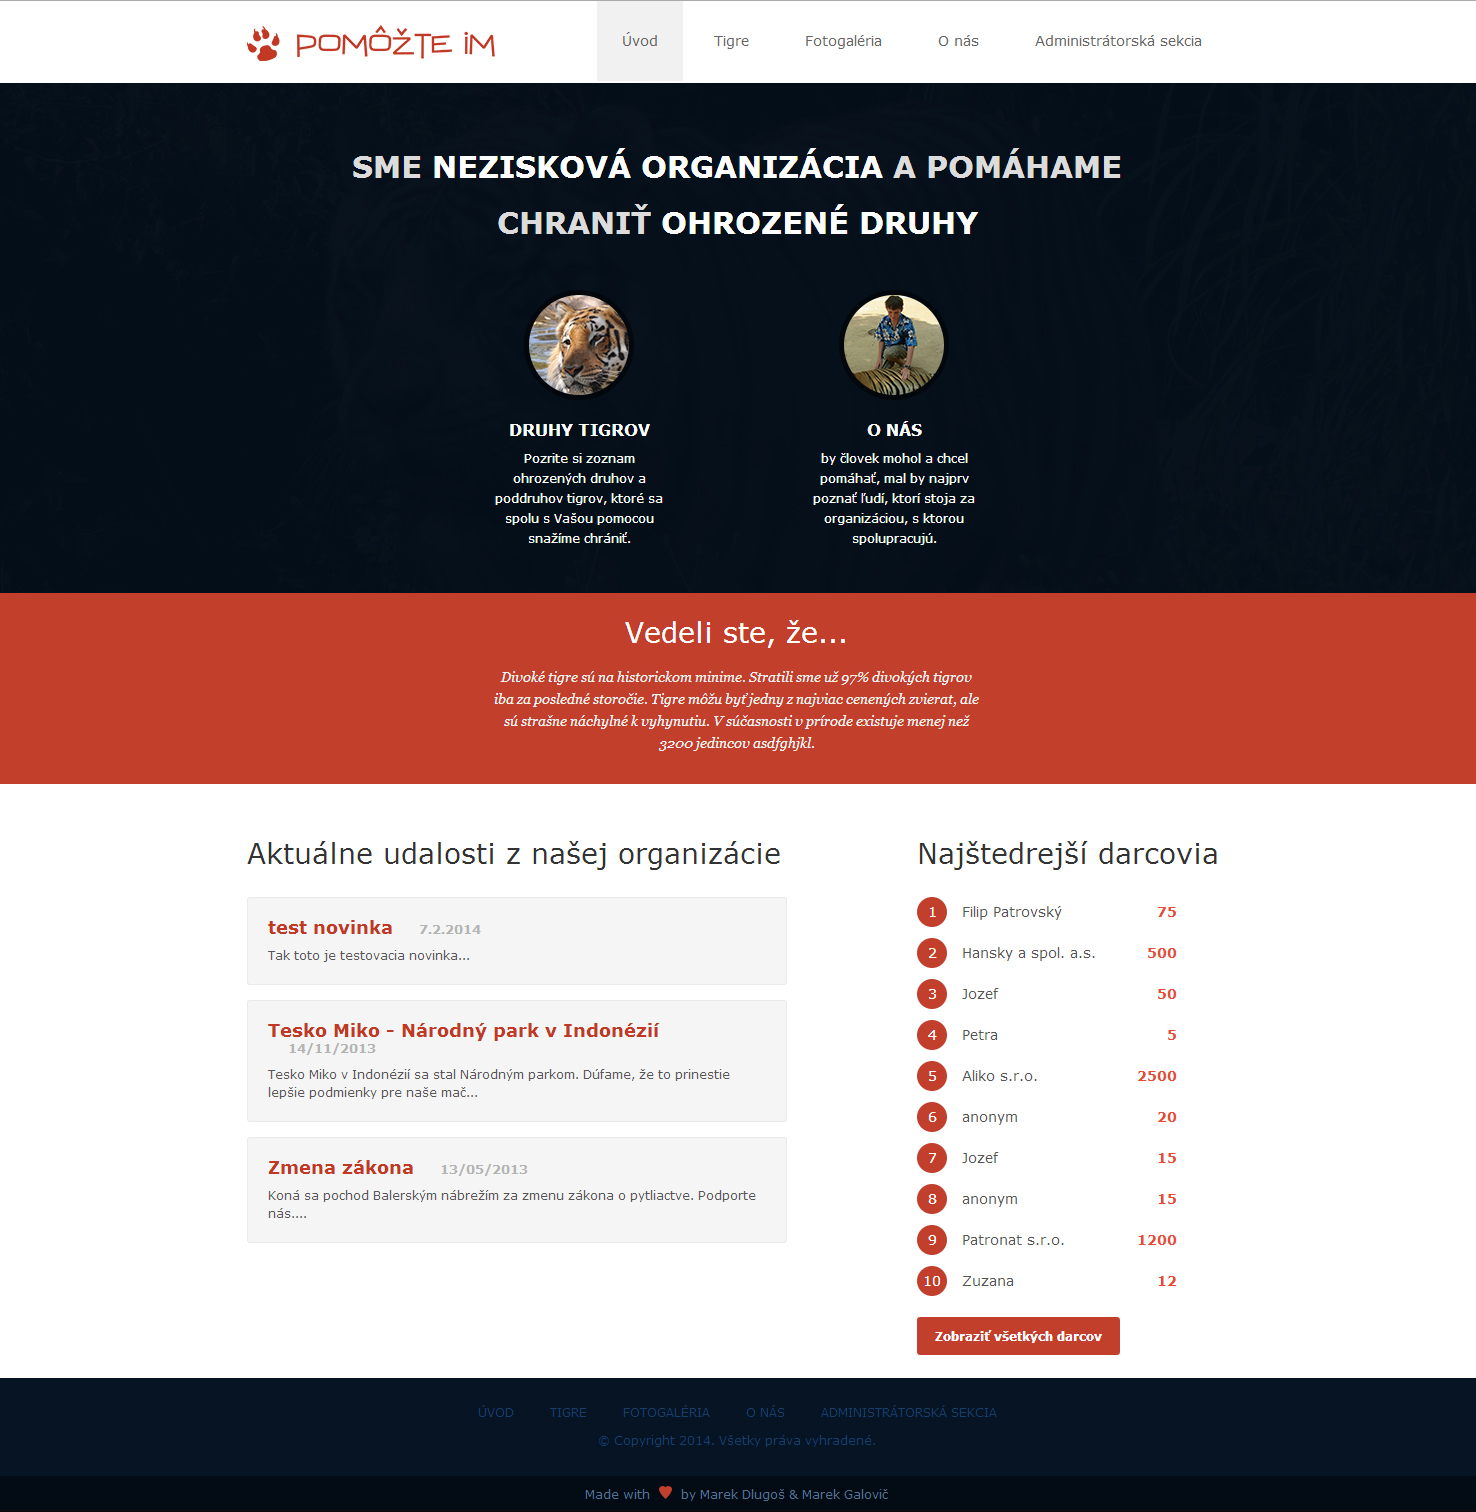 POMÔŽTE IM
Úvod
Tigre
Fotogaléria
O nás
Administrátorská sekcia
SME NEZISKOVÁ ORGANIZÁCIA A POMÁHAME
CHRANIŤ OHROZENÉ DRUHY
DRUHY TIGROV
Pozrite si zoznam
ohrozených druhov a
poddruhov tigrov, ktoré sa
spolu s Vašou pomocou
snažíme chrániť.
O NÁS
by človek mohol a chcel
pomáhať, mal by najprv
poznať ľudí, ktorí stoja za
organizáciou, s ktorou
spolupracujú.
Vedeli ste, že...
Divoké tigre sú na historickom minime. Stratili sme už 97% divokých tigrov
iba za posledné storočie. Tigre môžu byť jedny z najviac cenených zvierat, ale
sú strašne náchylné k vyhynutiu. V súčasnosti v prírode existuje menej než
3200 jedincov asdfghjkl.
Aktuálne udalosti z našej organizácie
test novinka 7.2.2014
Tak toto je testovacia novinka...
Tesko Miko - Národný park v Indonézií
14/11/2013
Tesko Miko v Indonézií sa stal Národným parkom. Dúfame, že to prinestie
lepšie podmienky pre naše mač...
Zmena zákona 13/05/2013
Koná sa pochod Balerským nábrežím za zmenu zákona o pytliactve. Podporte
nás....
Najštedrejší darcovia
1 Filip Patrovský 75
2 Hansky a spol. a.s. 500
3 Jozef 50
4 Petra 5
5 Aliko s.r.o. 2500
6 anonym 20
7 Jozef 15
8 anonym 15
9 Patronat s.r.o. 1200
10 Zuzana 12
Zobraziť všetkých darcov
ÚVOD
TIGRE
FOTOGALÉRIA
O NÁS
ADMINISTRÁTORSKÁ SEKCIA
© Copyright 2014. Všetky práva vyhradené.
Made with ♥ by Marek Dlugoš & Marek Galovič